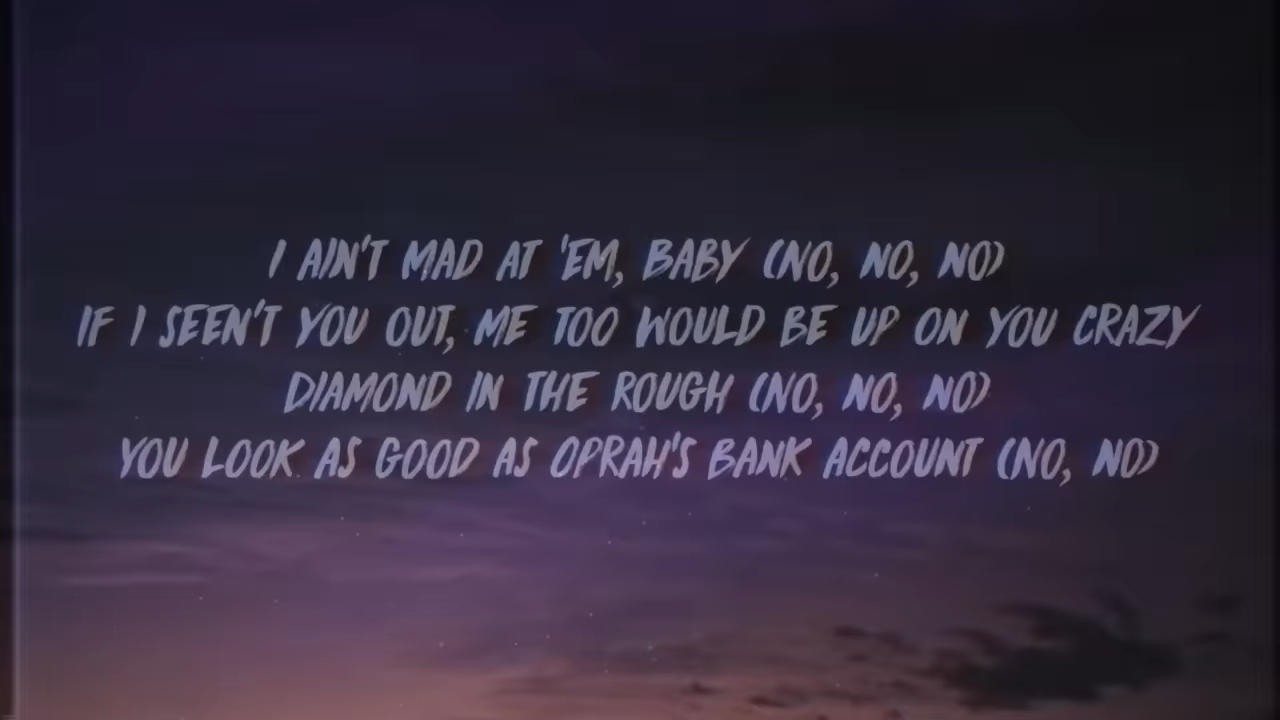 I AIN'T MAD AT 'EM, BABY (NO, NO, NO)
IF I SEEN'T YOU OUT, ME TOO WOULD BE UP ON YOU CRAZY
DIAMOND IN THE ROUGH (NO, NO, NO)
YOU LOOK AS GOOD AS OPRAH'S BANK ACCOUNT (NO, NO)